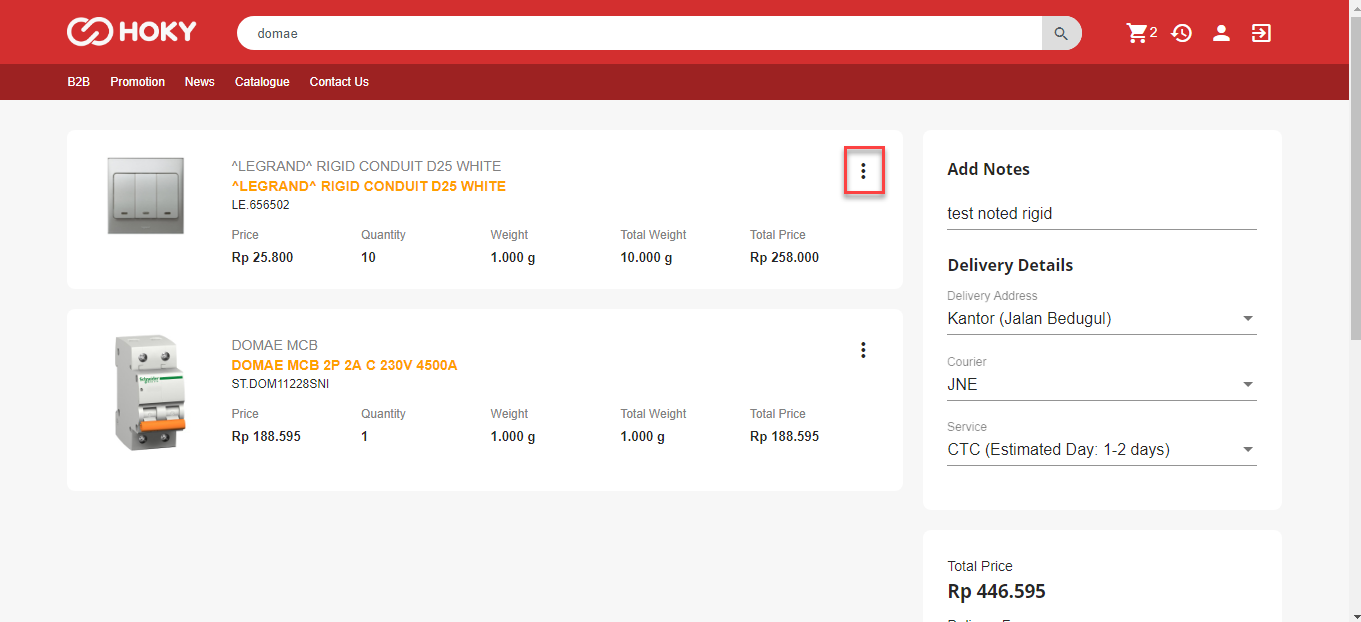 HOKY
domae
2
B2B Promotion News Catalogue Contact Us
^LEGRAND^ RIGID CONDUIT D25 WHITE
^LEGRAND^ RIGID CONDUIT D25 WHITE
LE.656502
Price Quantity Weight Total Weight Total Price
Rp 25.800 10 1.000 g 10.000 g Rp 258.000
DOMAE MCB
DOMAE MCB 2P 2A C 230V 4500A
ST.DOM11228SNI
Price Quantity Weight Total Weight Total Price
Rp 188.595 1 1.000 g 1.000 g Rp 188.595
Schneider
Add Notes
test noted rigid
Delivery Details
Delivery Address
Kantor (Jalan Bedugul)
Courier
JNE
Service
CTC (Estimated Day: 1-2 days)
Total Price
Rp 446.595